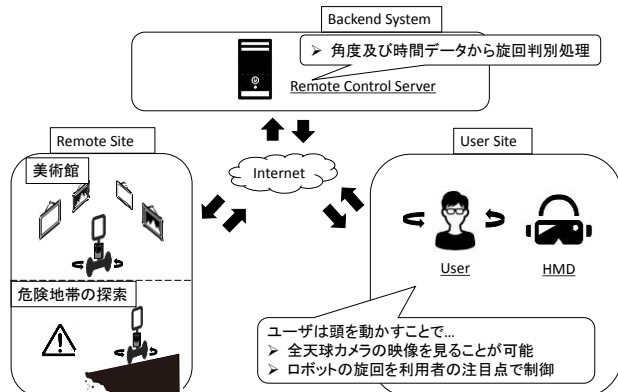 Backend System
➢ 角度及び時間データから旋回判別処理
Remote Control Server
Remote Site
美術館
Internet
User Site
User
HMD
危険地帯の探索
ユーザは頭を動かすことで…
➢ 全天球カメラの映像を見ることが可能
➢ ロボットの旋回を利用者の注目点で制御